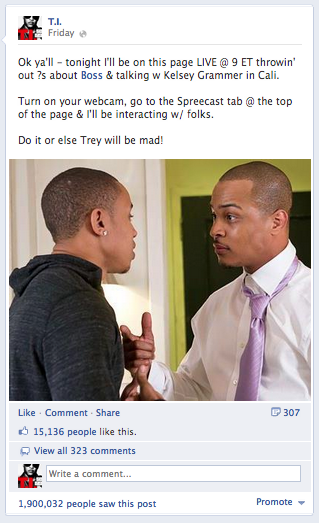 T.I.
Friday
Ok ya'll - tonight I'll be on this page LIVE @ 9 ET throwin'
out ?s about Boss & talking w/ Kelsey Grammer in Cali.
Turn on your webcam, go to the Spreecast tab @ the top
of the page & I'll be interacting w/ folks.
Do it or else Trey will be mad!
Like · Comment · Share 307
15,136 people like this.
View all 323 comments
Write a comment...
1,900,032 people saw this post Promote